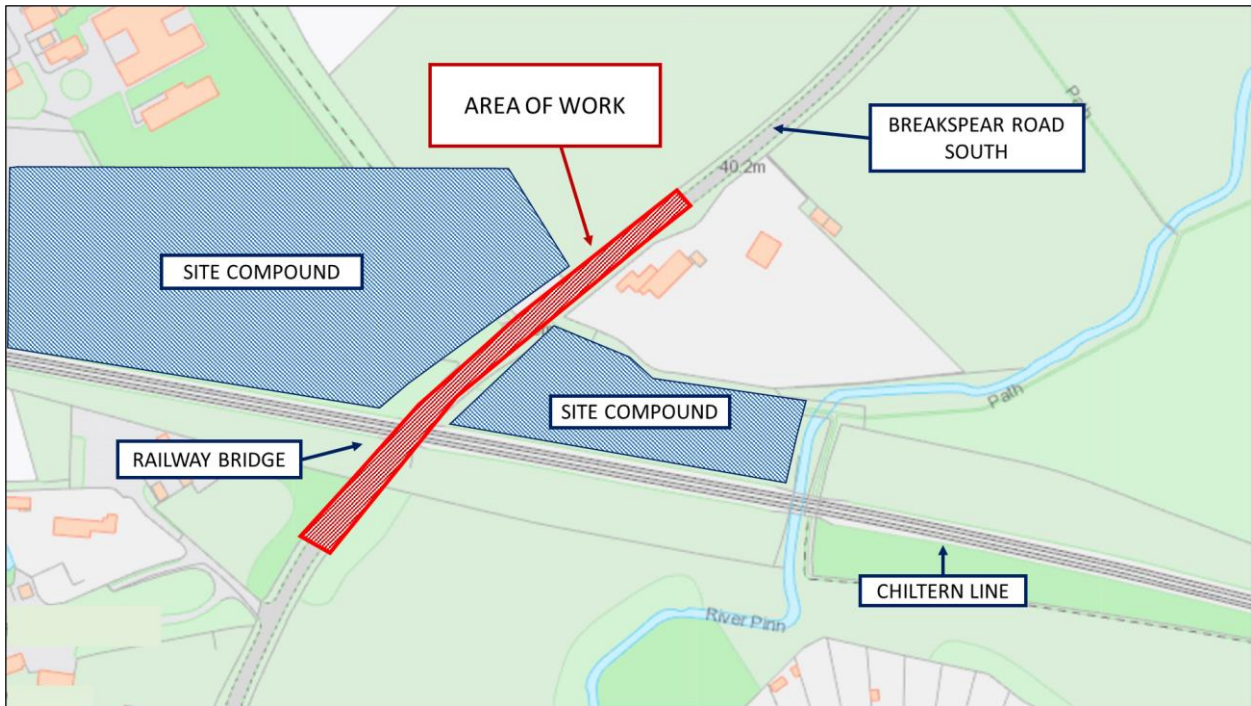 AREA OF WORK
Path
BREAKSPEAR ROAD
SOUTH
40.2m
SITE COMPOUND
Path
SITE COMPOUND
RAILWAY BRIDGE
CHILTERN LINE
River Pinn